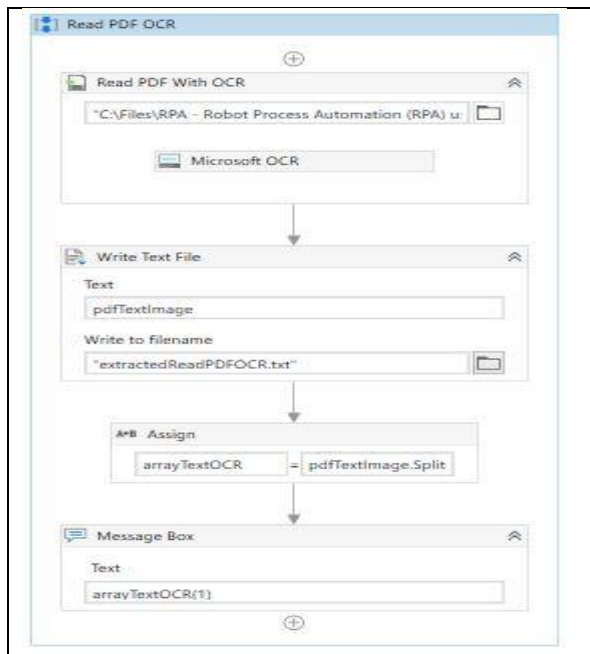 Read PDF OCR
Read PDF With OCR
"C:\Files\RPA - Robot Process Automation (RPA) u
Microsoft OCR
Write Text File
Text
pdfTextImage
Write to filename
"extractedReadPDFOCR.txt"
A*B Assign
arrayTextOCR = pdfTextImage.Split
Message Box
Text
arrayTextOCR(1)